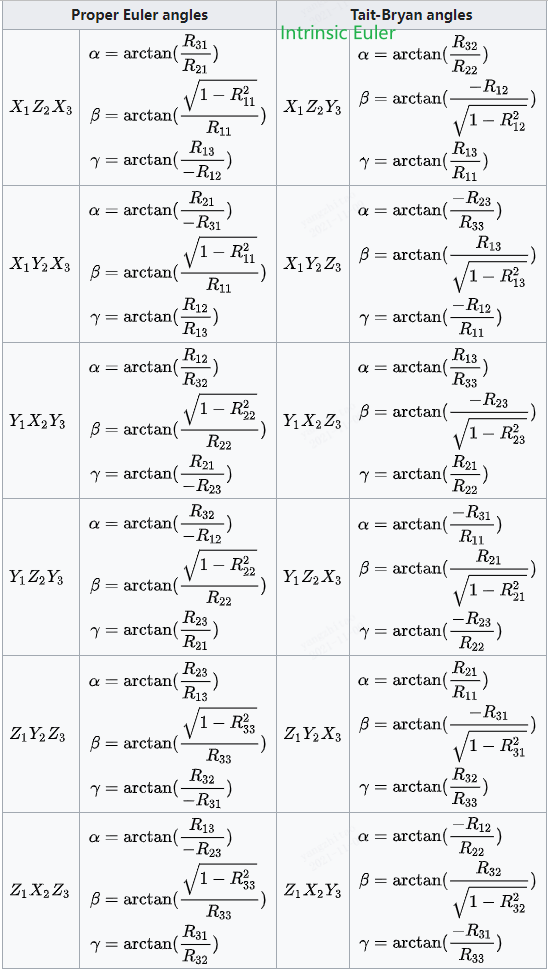 Proper Euler angles Tait-Bryan angles
Intrinsic Euler
X₁Z₂X₃ α = arctan(R₃₁/R₂₁) X₁Z₂Y₃ α = arctan(R₃₂/R₂₂)
β = arctan(√(1 − R₁₁²)/R₁₁) β = arctan(−R₁₂/√(1 − R₁₂²))
γ = arctan(R₁₃/−R₁₂) γ = arctan(R₁₃/R₁₁)
X₁Y₂X₃ α = arctan(R₂₁/−R₃₁) X₁Y₂Z₃ α = arctan(−R₂₃/R₃₃)
β = arctan(√(1 − R₁₁²)/R₁₁) β = arctan(R₁₃/√(1 − R₁₃²))
γ = arctan(R₁₂/R₁₃) γ = arctan(−R₁₂/R₁₁)
Y₁X₂Y₃ α = arctan(R₁₂/R₃₂) Y₁X₂Z₃ α = arctan(R₁₃/R₃₃)
β = arctan(√(1 − R₂₂²)/R₂₂) β = arctan(−R₂₃/√(1 − R₂₃²))
γ = arctan(R₂₁/−R₂₃) γ = arctan(R₂₁/R₂₂)
Y₁Z₂Y₃ α = arctan(R₃₂/−R₁₂) Y₁Z₂X₃ α = arctan(−R₃₁/R₁₁)
β = arctan(√(1 − R₂₂²)/R₂₂) β = arctan(R₂₁/√(1 − R₂₁²))
γ = arctan(R₂₃/R₂₁) γ = arctan(−R₂₃/R₂₂)
Z₁Y₂Z₃ α = arctan(R₂₃/R₁₃) Z₁Y₂X₃ α = arctan(R₂₁/R₁₁)
β = arctan(√(1 − R₃₃²)/R₃₃) β = arctan(−R₃₁/√(1 − R₃₁²))
γ = arctan(R₃₂/−R₃₁) γ = arctan(R₃₂/R₃₃)
Z₁X₂Z₃ α = arctan(R₁₃/−R₂₃) Z₁X₂Y₃ α = arctan(−R₁₂/R₂₂)
β = arctan(√(1 − R₃₃²)/R₃₃) β = arctan(R₃₂/√(1 − R₃₂²))
γ = arctan(R₃₁/R₃₂) γ = arctan(−R₃₁/R₃₃)